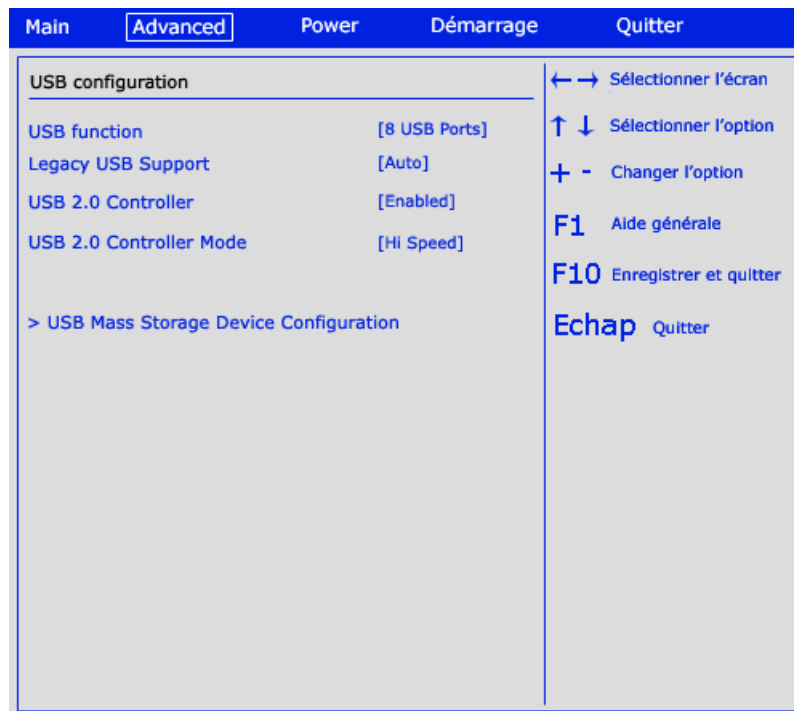 Main Advanced Power Démarrage Quitter
USB configuration
USB function [8 USB Ports]
Legacy USB Support [Auto]
USB 2.0 Controller [Enabled]
USB 2.0 Controller Mode [Hi Speed]
> USB Mass Storage Device Configuration
←→ Sélectionner l'écran
↑ ↓ Sélectionner l'option
+ - Changer l'option
F1 Aide générale
F10 Enregistrer et quitter
Echap Quitter